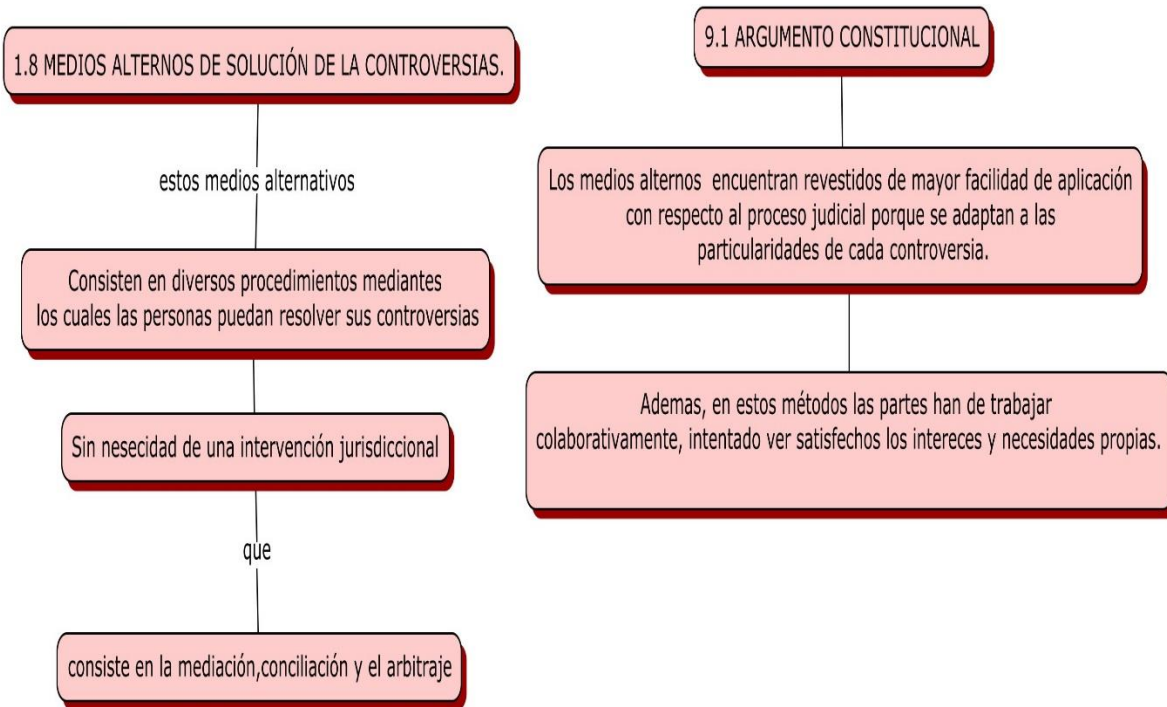 1.8 MEDIOS ALTERNOS DE SOLUCIÓN DE LA CONTROVERSIAS.
estos medios alternativos
Consisten en diversos procedimientos mediantes
los cuales las personas puedan resolver sus controversias
Sin nesecidad de una intervención jurisdiccional
que
consiste en la mediación,conciliación y el arbitraje
9.1 ARGUMENTO CONSTITUCIONAL
Los medios alternos encuentran revestidos de mayor facilidad de aplicación
con respecto al proceso judicial porque se adaptan a las
particularidades de cada controversia.
Ademas, en estos métodos las partes han de trabajar
colaborativamente, intentado ver satisfechos los intereces y necesidades propias.